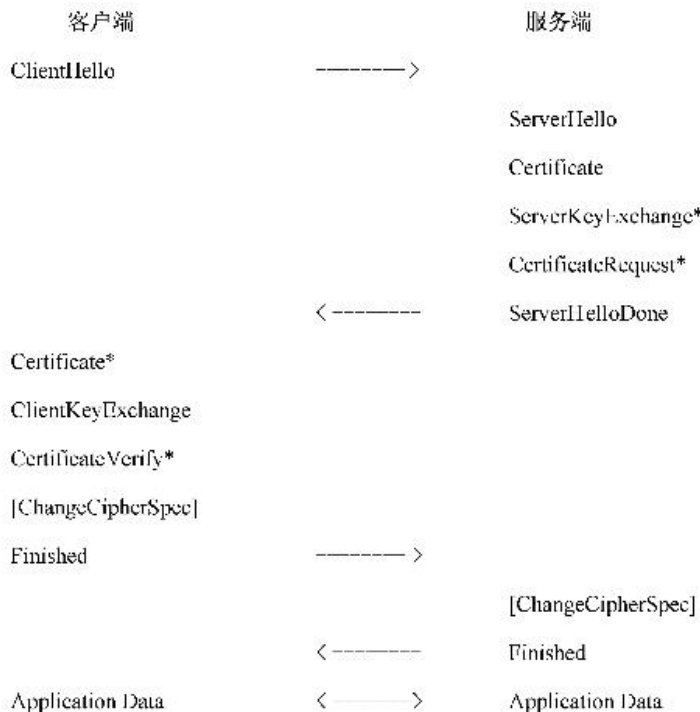 客户端 服务端
ClientHello --------> 
ServerHello
Certificate
ServerKeyExchange*
CertificateRequest*
<-------- ServerHelloDone
Certificate*
ClientKeyExchange
CertificateVerify*
[ChangeCipherSpec]
Finished -------->
[ChangeCipherSpec]
<-------- Finished
Application Data <-------> Application Data